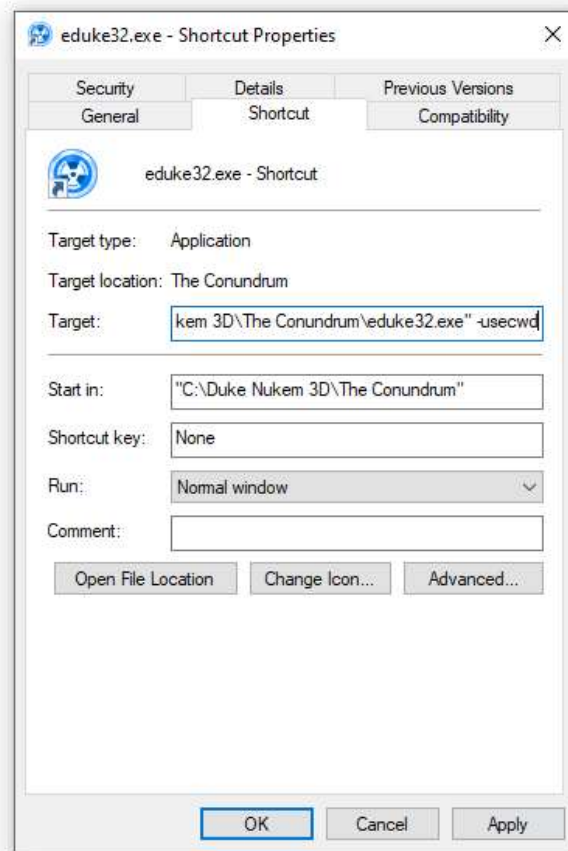 eduke32.exe - Shortcut Properties
Security Details Previous Versions
General Shortcut Compatibility
eduke32.exe - Shortcut
Target type: Application
Target location: The Conundrum
Target: kem 3D\The Conundrum\eduke32.exe" -usecwd
Start in: "C:\Duke Nukem 3D\The Conundrum"
Shortcut key: None
Run: Normal window
Comment:
Open File Location Change Icon... Advanced...
OK Cancel Apply